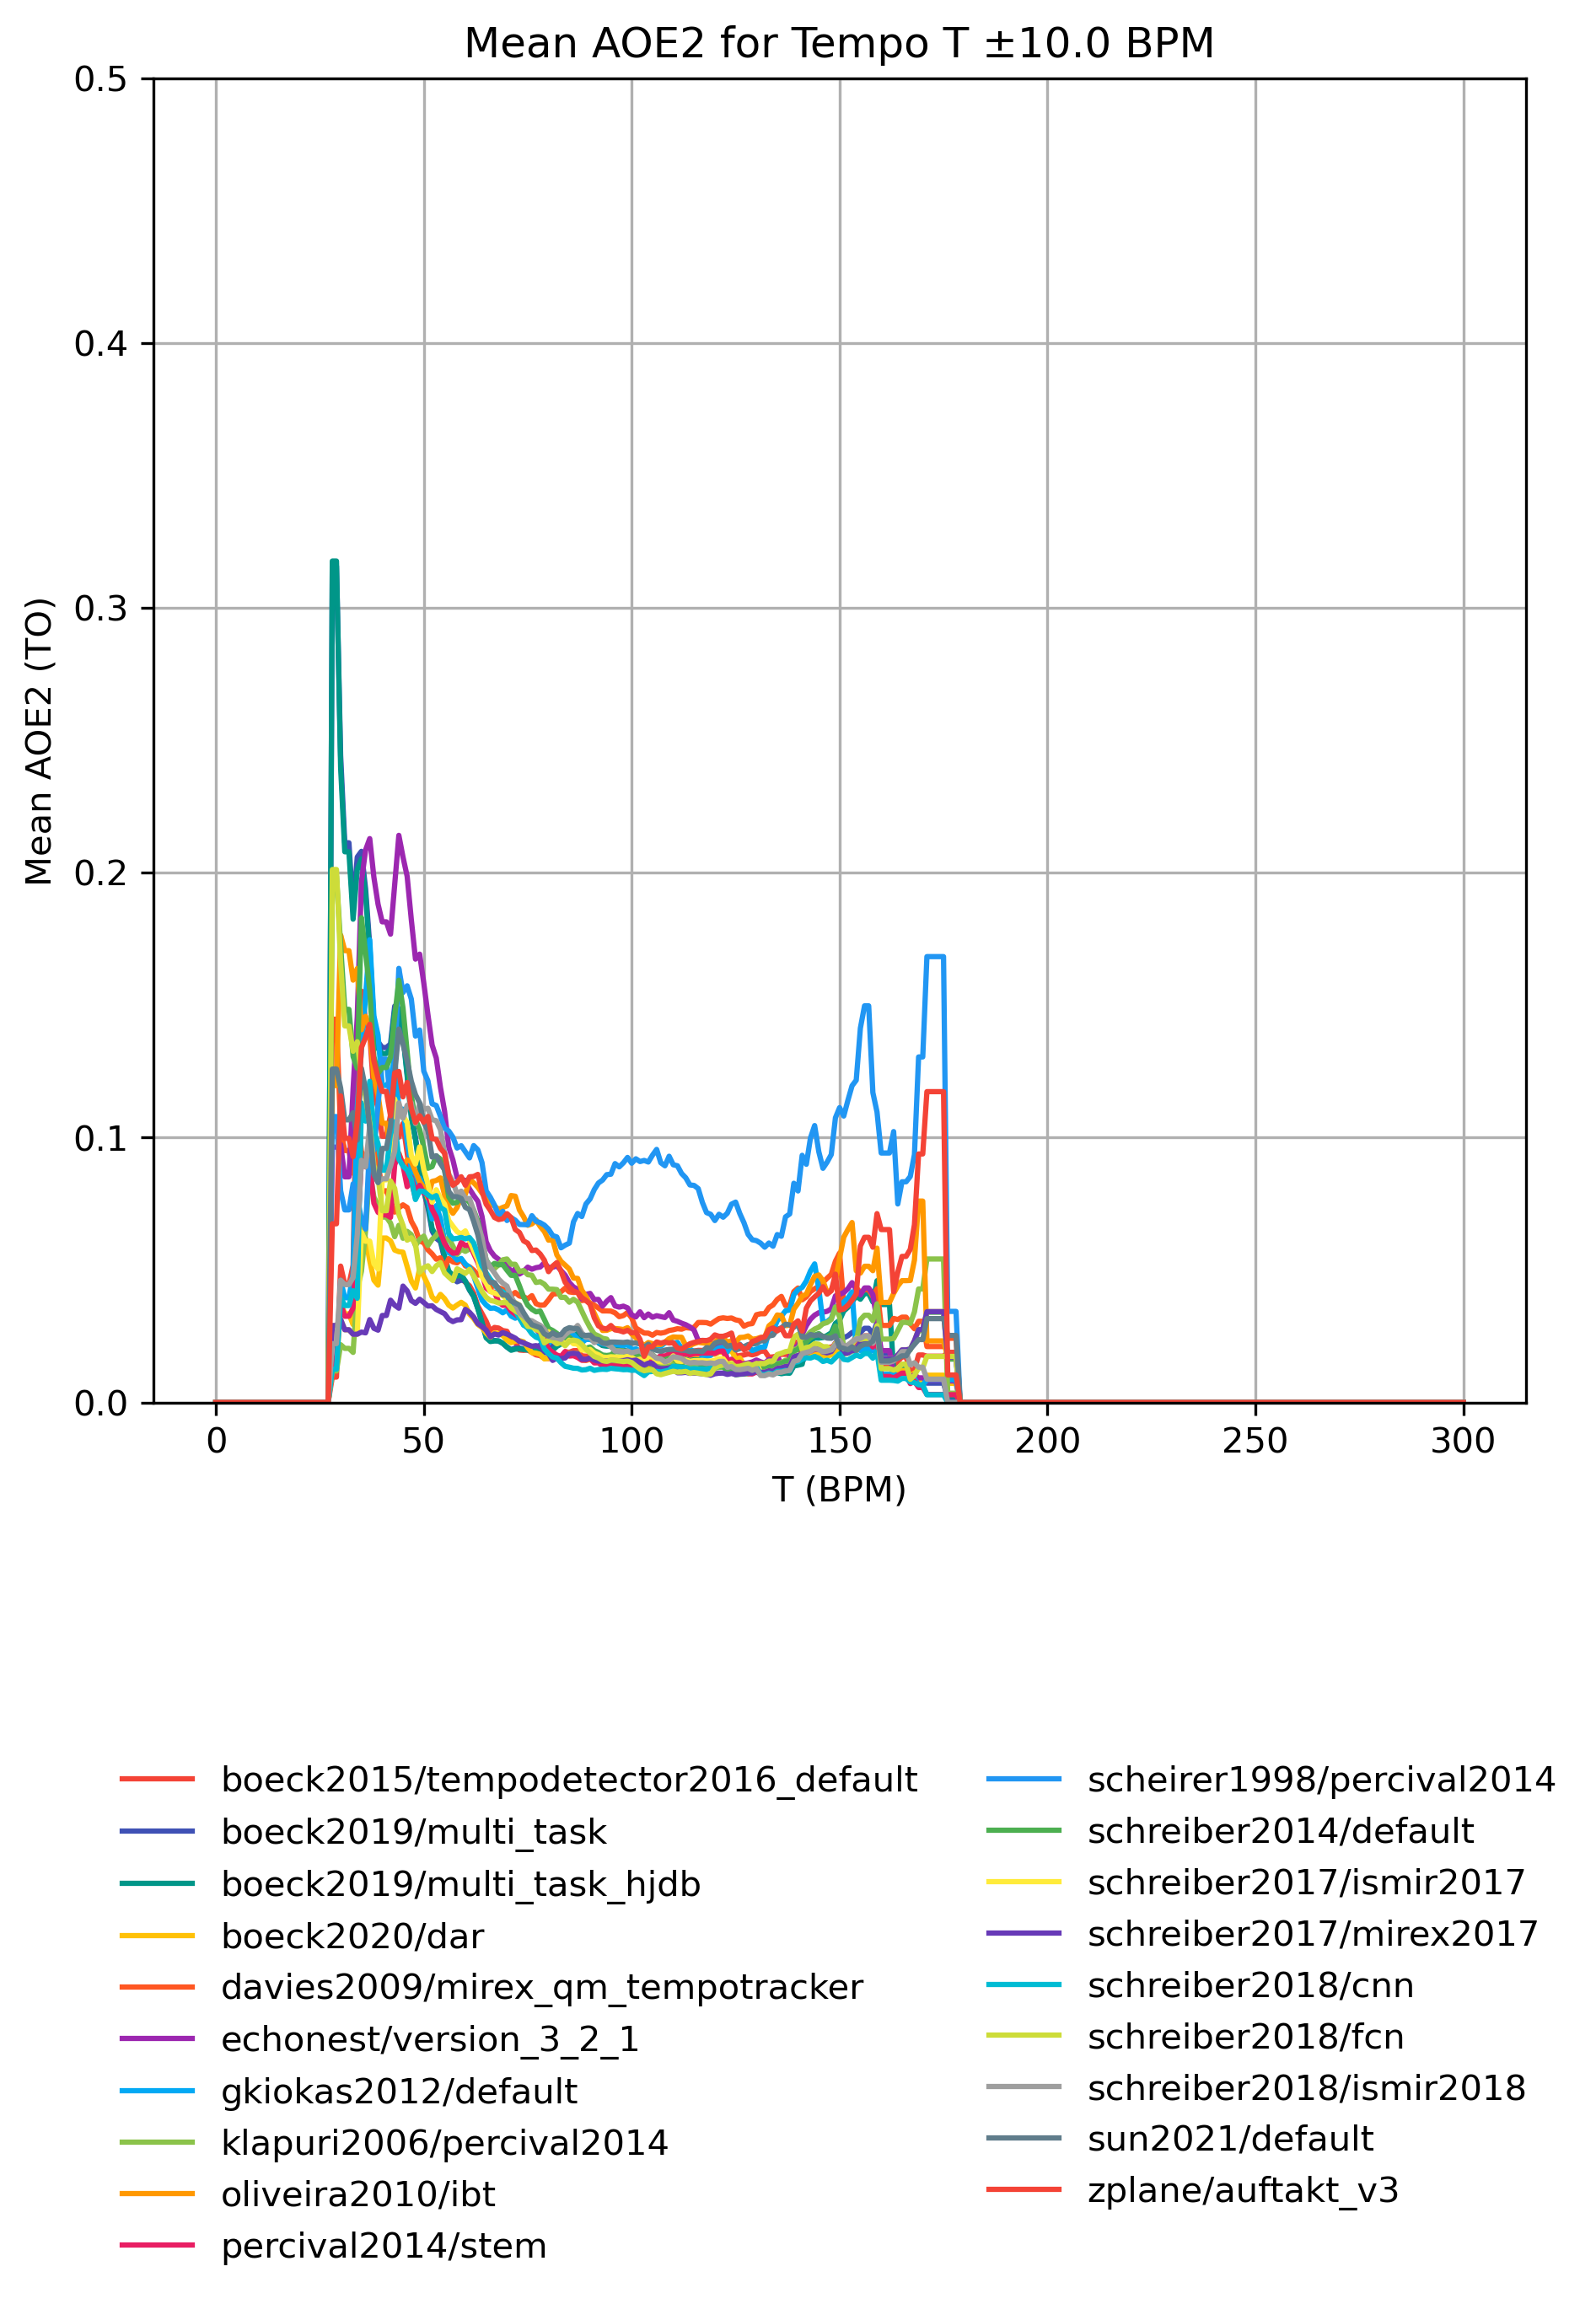 Mean AOE2 for Tempo T ±10.0 BPM
0.5
0.4
0.3
0.2
0.1
0.0
Mean AOE2 (TO)
0 50 100 150 200 250 300
T (BPM)
boeck2015/tempodetector2016_default
boeck2019/multi_task
boeck2019/multi_task_hjdb
boeck2020/dar
davies2009/mirex_qm_tempotracker
echonest/version_3_2_1
gkiokas2012/default
klapuri2006/percival2014
oliveira2010/ibt
percival2014/stem
scheirer1998/percival2014
schreiber2014/default
schreiber2017/ismir2017
schreiber2017/mirex2017
schreiber2018/cnn
schreiber2018/fcn
schreiber2018/ismir2018
sun2021/default
zplane/auftakt_v3